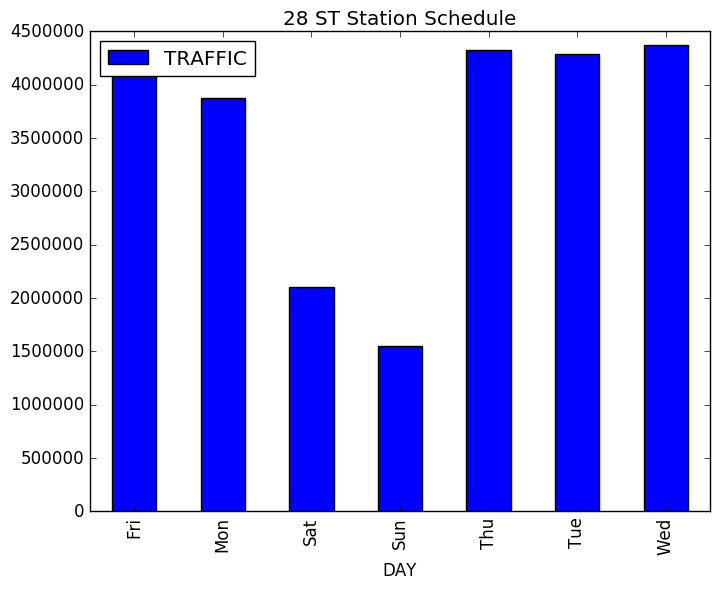 28 ST Station Schedule
TRAFFIC
4500000
4000000
3500000
3000000
2500000
2000000
1500000
1000000
500000
0
Fri
Mon
Sat
Sun
Thu
Tue
Wed
DAY